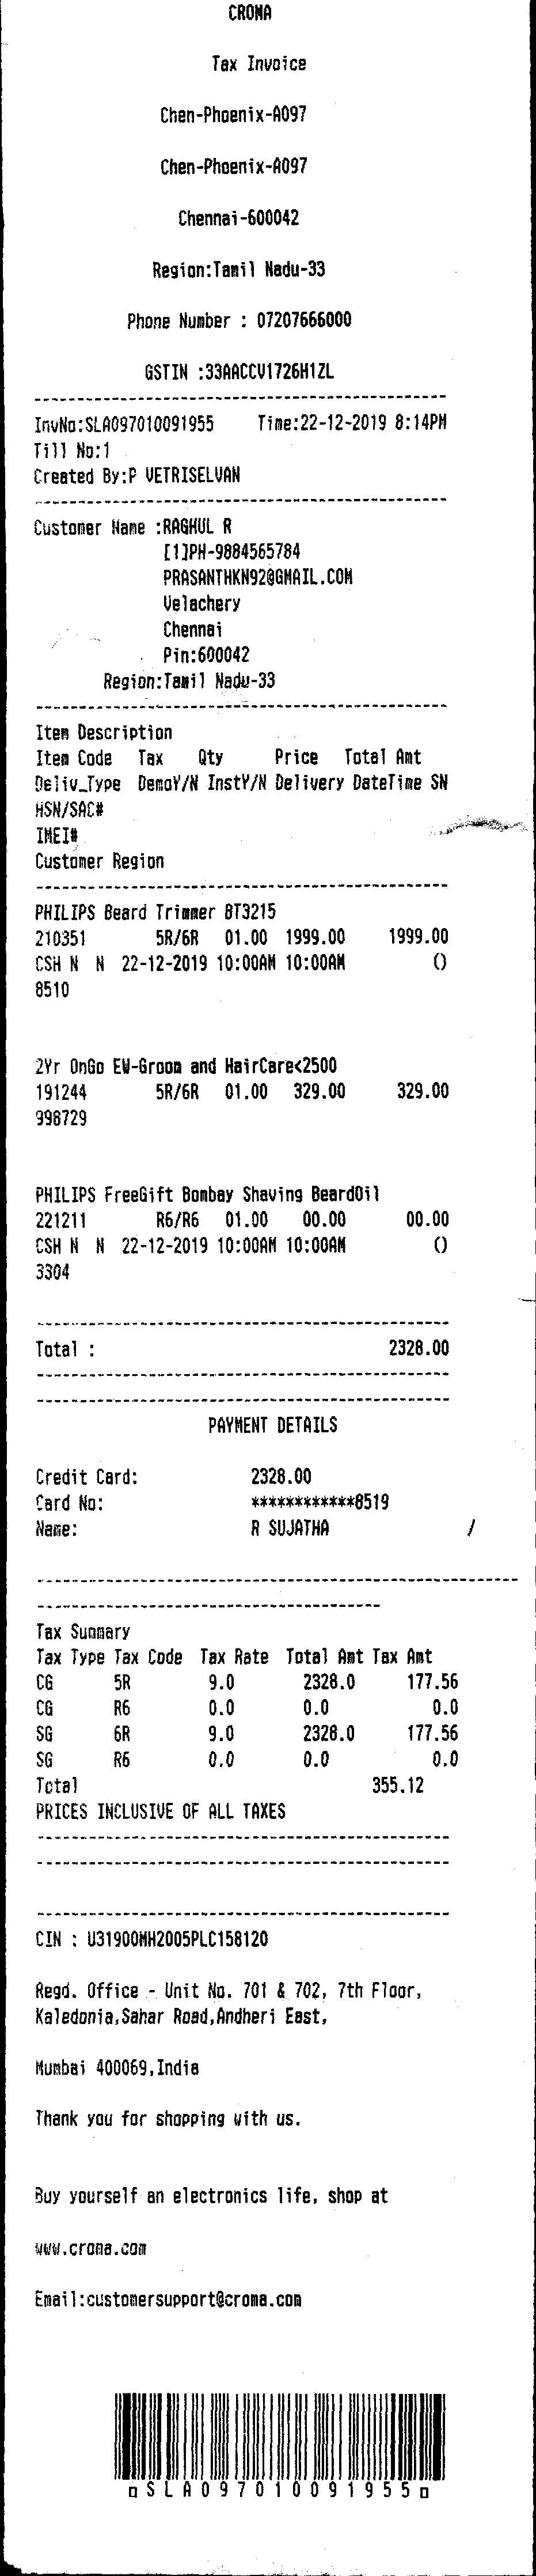 CROMA
Tax Invoice
Chen-Phoenix-A097
Chen-Phoenix-A097
Chennai-600042
Region:Tamil Nadu-33
Phone Number : 07207666000
GSTIN :33AACCV1726H1ZL
InvNo:SLA097010091955 Time:22-12-2019 8:14PM
Till No:1
Created By:P VETRISELVAN
Customer Name :RAGHUL R
[1]PH-9884565784
PRASANTHKN92@GMAIL.COM
Velachery
Chennai
Pin:600042
Region:Tamil Nadu-33
Item Description
Item Code Tax Qty Price Total Amt
Deliv_Type DemoY/N InstY/N Delivery DateTime SN
HSN/SAC#
IMEI#
Customer Region
PHILIPS Beard Trimmer BT3215
210351 5R/6R 01.00 1999.00 1999.00
CSH N N 22-12-2019 10:00AM 10:00AM ()
8510
2Yr OnGo EW-Groom and HairCare<2500
191244 5R/6R 01.00 329.00 329.00
998729
PHILIPS FreeGift Bombay Shaving BeardOil
221211 R6/R6 01.00 00.00 00.00
CSH N N 22-12-2019 10:00AM 10:00AM ()
3304
Total : 2328.00
PAYMENT DETAILS
Credit Card: 2328.00
Card No: ************8519
Name: R SUJATHA /
Tax Summary
Tax Type Tax Code Tax Rate Total Amt Tax Amt
CG 5R 9.0 2328.0 177.56
CG R6 0.0 0.0 0.0
SG 6R 9.0 2328.0 177.56
SG R6 0.0 0.0 0.0
Total 355.12
PRICES INCLUSIVE OF ALL TAXES
CIN : U31900MH2005PLC158120
Regd. Office - Unit No. 701 & 702, 7th Floor,
Kaledonia,Sahar Road,Andheri East,
Mumbai 400069,India
Thank you for shopping with us.
Buy yourself an electronics life, shop at
www.croma.com
Email:customersupport@croma.com
SLA097010091955